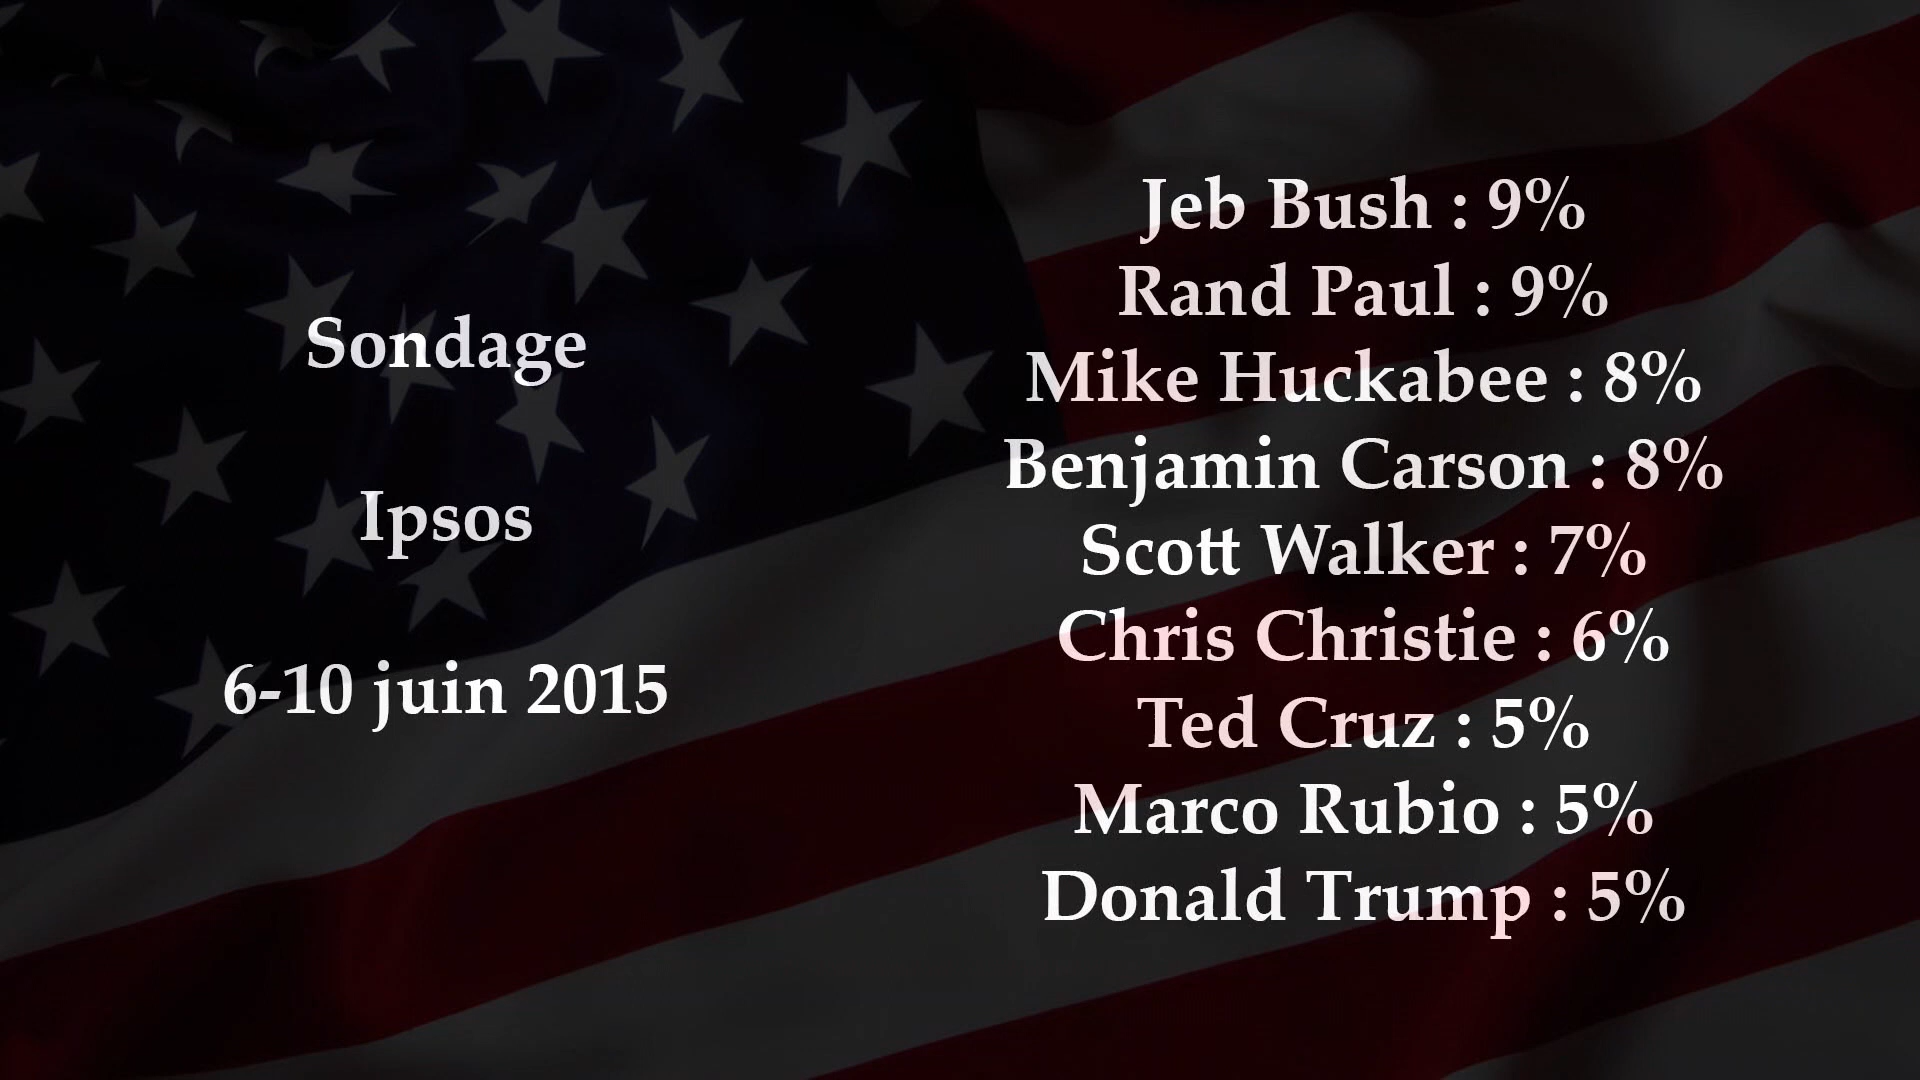 Sondage
Ipsos
6-10 juin 2015
Jeb Bush : 9%
Rand Paul : 9%
Mike Huckabee : 8%
Benjamin Carson : 8%
Scott Walker : 7%
Chris Christie : 6%
Ted Cruz : 5%
Marco Rubio : 5%
Donald Trump : 5%